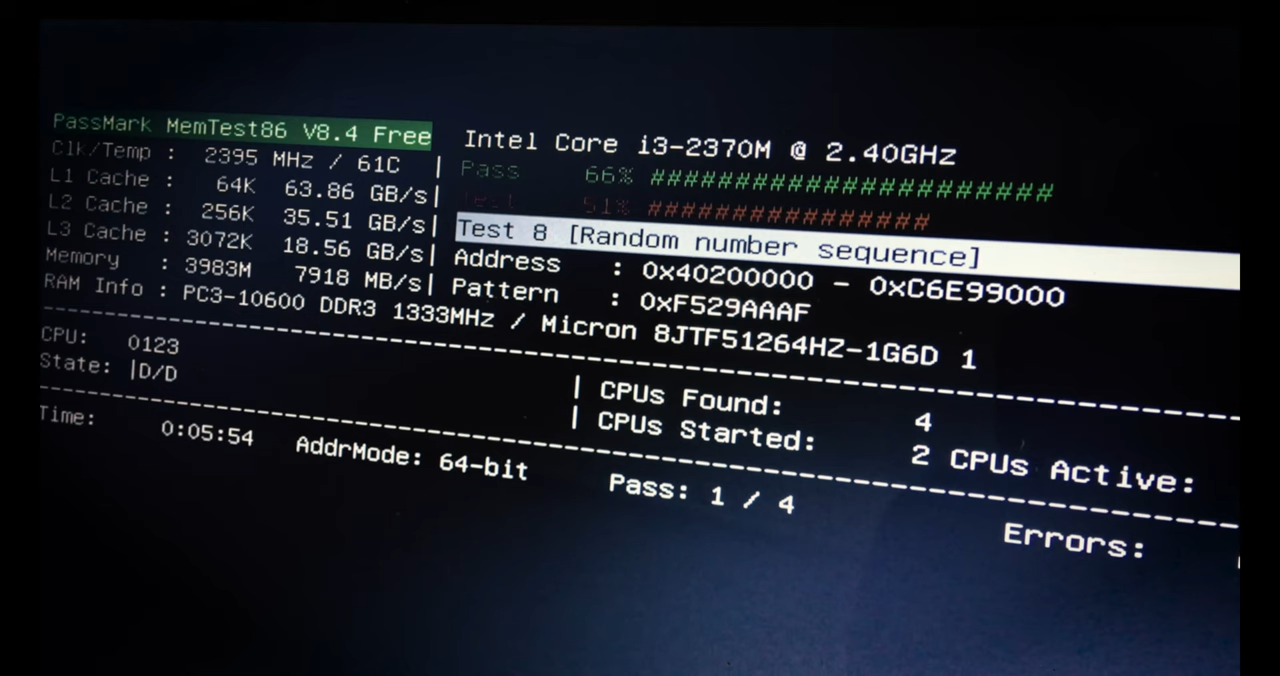 PassMark MemTest86 V8.4 Free
Intel Core i3-2370M @ 2.40GHZ
Clk/Temp : 2395 MHz / 61C |
Pass 66% ########################
L1 Cache : 64K 63.86 GB/s|
Test 51% #################
L2 Cache : 256K 35.51 GB/s|
Test 8 [Random number sequence]
L3 Cache : 3072K 18.56 GB/s|
Address : 0x40200000 - 0xC6E99000
Memory : 3983M 7918 MB/s|
Pattern : 0xF529AAAF
RAM Info : PC3-10600 DDR3 1333MHz / Micron 8JTF51264HZ-1G6D 1
CPU: 0123
| CPUs Found: 4
State: |D/D
| CPUs Started: 2 CPUs Active:
Time: 0:05:54 AddrMode: 64-bit Pass: 1 / 4 Errors: